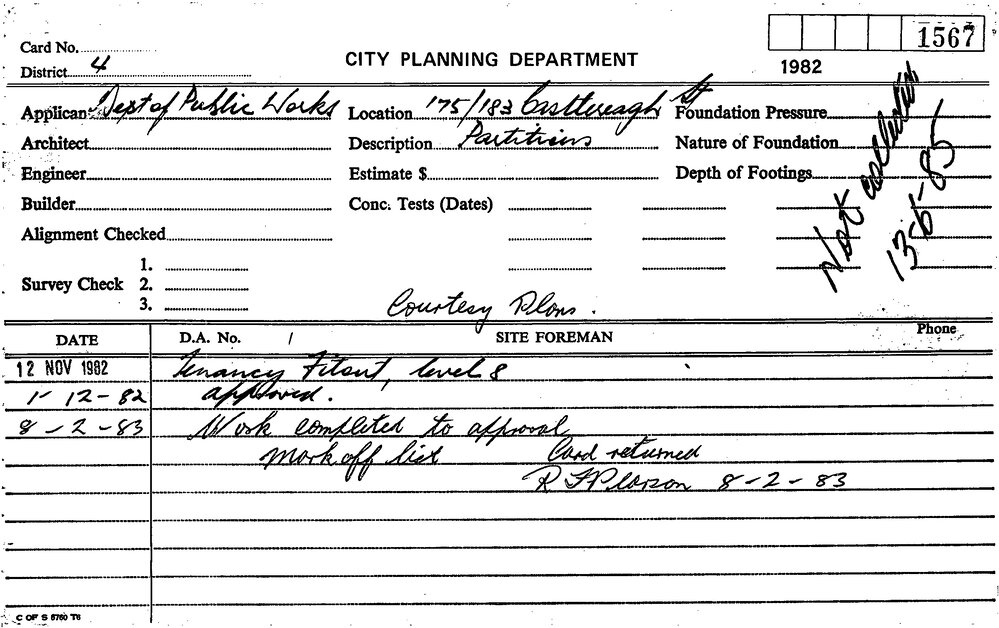 1567
Card No.
CITY PLANNING DEPARTMENT
District 4
1982
Applicant Dept of Public Works Location 175/183 Castlereagh St Foundation Pressure
Architect Description Partitions Nature of Foundation
Engineer Estimate $ Depth of Footings
Builder Conc. Tests (Dates)
Alignment Checked
Not collected
13-5-85
1.
Survey Check 2.
3.
Courtesy Plans.
DATE D.A. No. / SITE FOREMAN Phone
12 NOV 1982 Tenancy Fitout, level 8
1-12-82 approved.
8-2-83 Work completed to approval
mark off list Card returned
8-2-83
C OF S 5760 T6